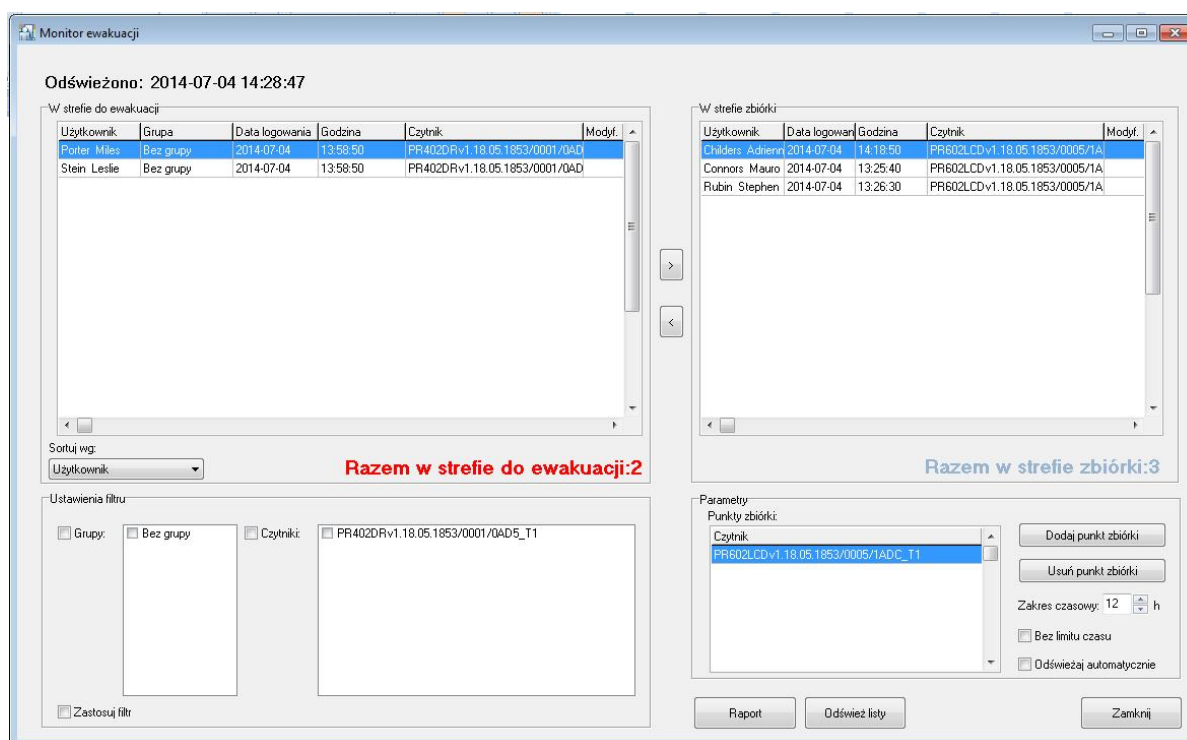 Monitor ewakuacji
Odświeżono: 2014-07-04 14:28:47
W strefie do ewakuacji
Użytkownik Grupa Data logowania Godzina Czytnik Modyf.
Porter Miles Bez grupy 2014-07-04 13:58:50 PR402DRv1.18.05.1853/0001/0AD
Stein Leslie Bez grupy 2014-07-04 13:58:50 PR402DRv1.18.05.1853/0001/0AD
W strefie zbiórki
Użytkownik Data logowan Godzina Czytnik Modyf.
Childers Adrienn 2014-07-04 14:18:50 PR602LCDv1.18.05.1853/0005/1A
Connors Mauro 2014-07-04 13:25:40 PR602LCDv1.18.05.1853/0005/1A
Rubin Stephen 2014-07-04 13:26:30 PR602LCDv1.18.05.1853/0005/1A
>
<
Sortuj wg:
Użytkownik
Razem w strefie do ewakuacji:2
Razem w strefie zbiórki:3
Ustawienia filtru
Grupy: Bez grupy Czytniki: PR402DRv1.18.05.1853/0001/0AD5_T1
Zastosuj filtr
Parametry
Punkty zbiórki:
Czytnik
PR602LCDv1.18.05.1853/0005/1ADC_T1
Dodaj punkt zbiórki
Usuń punkt zbiórki
Zakres czasowy: 12 h
Bez limitu czasu
Odświeżaj automatycznie
Raport Odśwież listy Zamknij